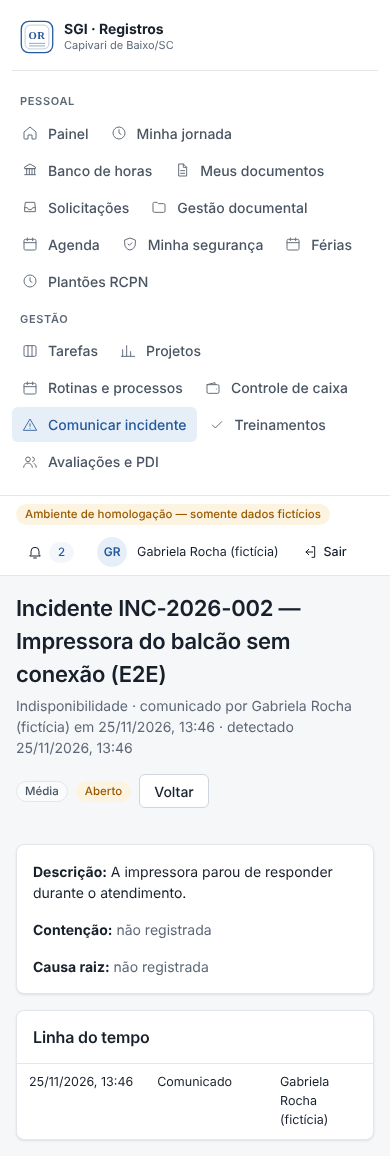 OR
SGI · Registros
Capivari de Baixo/SC
PESSOAL
Painel
Minha jornada
Banco de horas
Meus documentos
Solicitações
Gestão documental
Agenda
Minha segurança
Férias
Plantões RCPN
GESTÃO
Tarefas
Projetos
Rotinas e processos
Controle de caixa
Comunicar incidente
Treinamentos
Avaliações e PDI
Ambiente de homologação — somente dados fictícios
2
GR
Gabriela Rocha (fictícia)
Sair
Incidente INC-2026-002 —
Impressora do balcão sem
conexão (E2E)
Indisponibilidade · comunicado por Gabriela Rocha
(fictícia) em 25/11/2026, 13:46 · detectado
25/11/2026, 13:46
Média
Aberto
Voltar
Descrição: A impressora parou de responder
durante o atendimento.
Contenção: não registrada
Causa raiz: não registrada
Linha do tempo
25/11/2026, 13:46
Comunicado
Gabriela
Rocha
(fictícia)